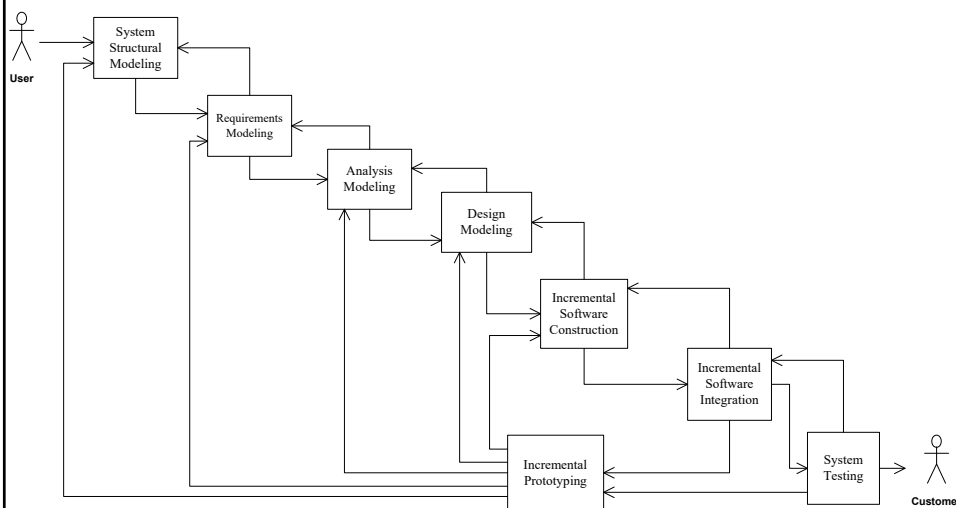 User
System
Structural
Modeling
Requirements
Modeling
Analysis
Modeling
Design
Modeling
Incremental
Software
Construction
Incremental
Software
Integration
Incremental
Prototyping
System
Testing
Custome